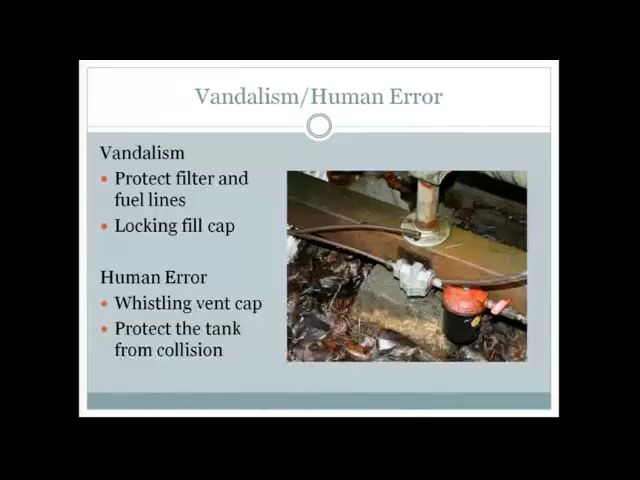 Vandalism/Human Error
Vandalism
• Protect filter and
fuel lines
• Locking fill cap
Human Error
• Whistling vent cap
• Protect the tank
from collision